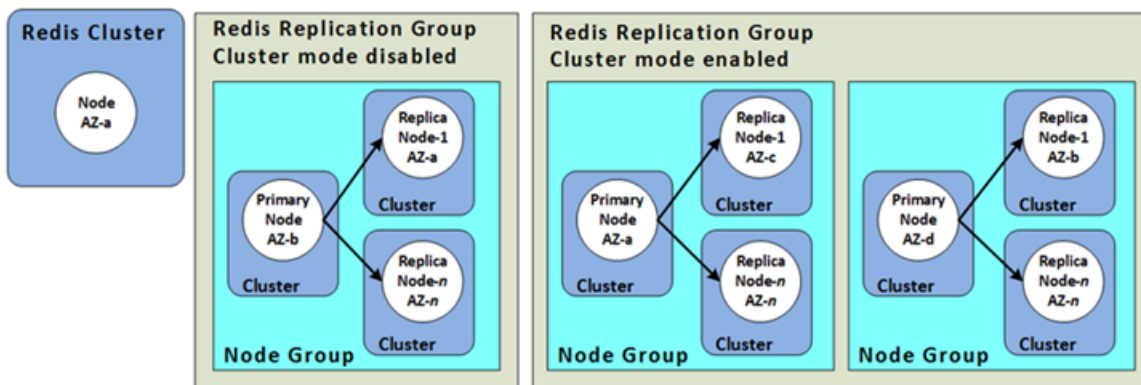 Redis Cluster
Node
AZ-a
Redis Replication Group
Cluster mode disabled
Primary
Node
AZ-b
Cluster
Replica
Node-1
AZ-a
Cluster
Replica
Node-n
AZ-n
Cluster
Node Group
Redis Replication Group
Cluster mode enabled
Primary
Node
AZ-a
Cluster
Replica
Node-1
AZ-c
Cluster
Replica
Node-n
AZ-n
Cluster
Node Group
Primary
Node
AZ-d
Cluster
Replica
Node-1
AZ-b
Cluster
Replica
Node-n
AZ-n
Cluster
Node Group